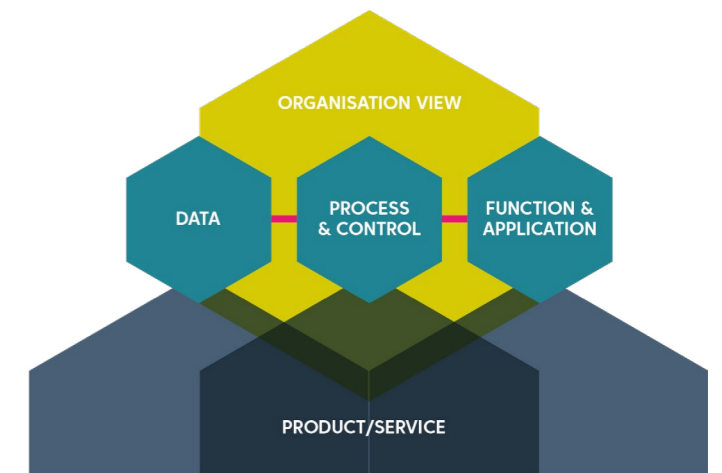 ORGANISATION VIEW
DATA
PROCESS
& CONTROL
FUNCTION &
APPLICATION
PRODUCT/SERVICE